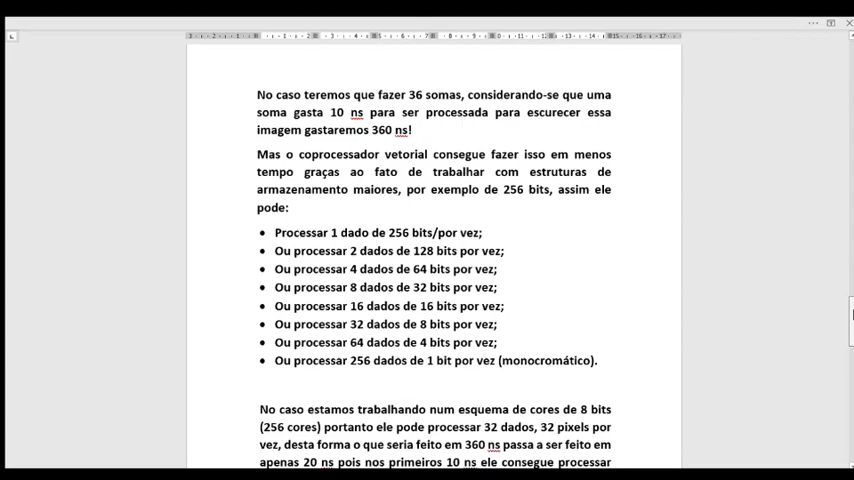 No caso teremos que fazer 36 somas, considerando-se que uma
soma gasta 10 ns para ser processada para escurecer essa
imagem gastaremos 360 ns!
Mas o coprocessador vetorial consegue fazer isso em menos
tempo graças ao fato de trabalhar com estruturas de
armazenamento maiores, por exemplo de 256 bits, assim ele
pode:
• Processar 1 dado de 256 bits/por vez;
• Ou processar 2 dados de 128 bits por vez;
• Ou processar 4 dados de 64 bits por vez;
• Ou processar 8 dados de 32 bits por vez;
• Ou processar 16 dados de 16 bits por vez;
• Ou processar 32 dados de 8 bits por vez;
• Ou processar 64 dados de 4 bits por vez;
• Ou processar 256 dados de 1 bit por vez (monocromático).
No caso estamos trabalhando num esquema de cores de 8 bits
(256 cores) portanto ele pode processar 32 dados, 32 pixels por
vez, desta forma o que seria feito em 360 ns passa a ser feito em
apenas 20 ns pois nos primeiros 10 ns ele consegue processar